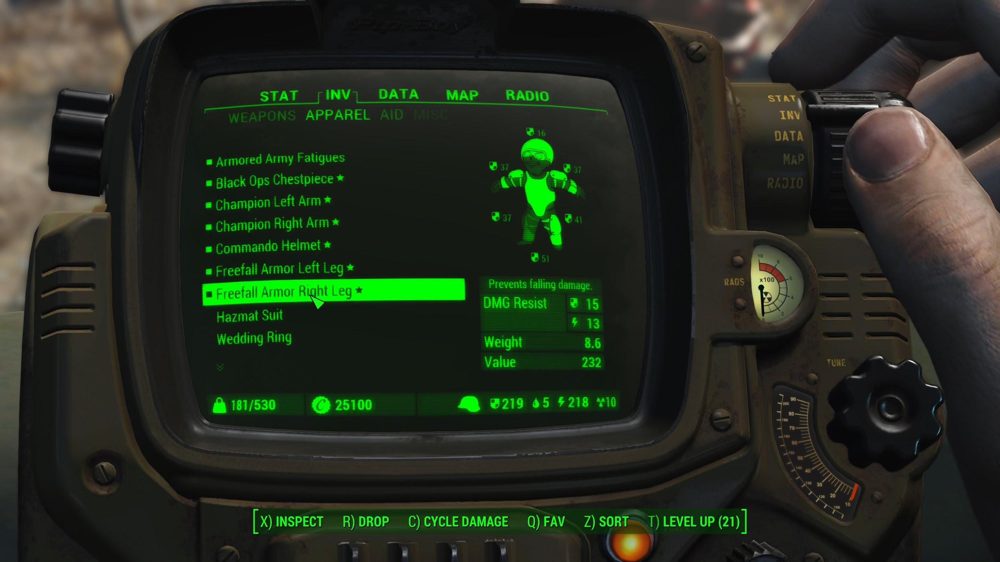 Pip-Boy
STAT INV DATA MAP RADIO
WEAPONS APPAREL AID MISC
16
37 37
37 41
51
Armored Army Fatigues
Black Ops Chestpiece ★
Champion Left Arm ★
Champion Right Arm ★
Commando Helmet ★
Freefall Armor Left Leg ★
Freefall Armor Right Leg ★
Hazmat Suit
Wedding Ring
Prevents falling damage.
DMG Resist 15
13
Weight 8.6
Value 232
181/530 25100 219 5 218 10
STAT
INV
DATA
MAP
RADIO
RADS
x100
10
8
6
4
2
0
TUNE
200 90
80
180
70
160
60
50
140 40
130 30
120 20
100 10
X) INSPECT R) DROP C) CYCLE DAMAGE Q) FAV Z) SORT T) LEVEL UP (21)